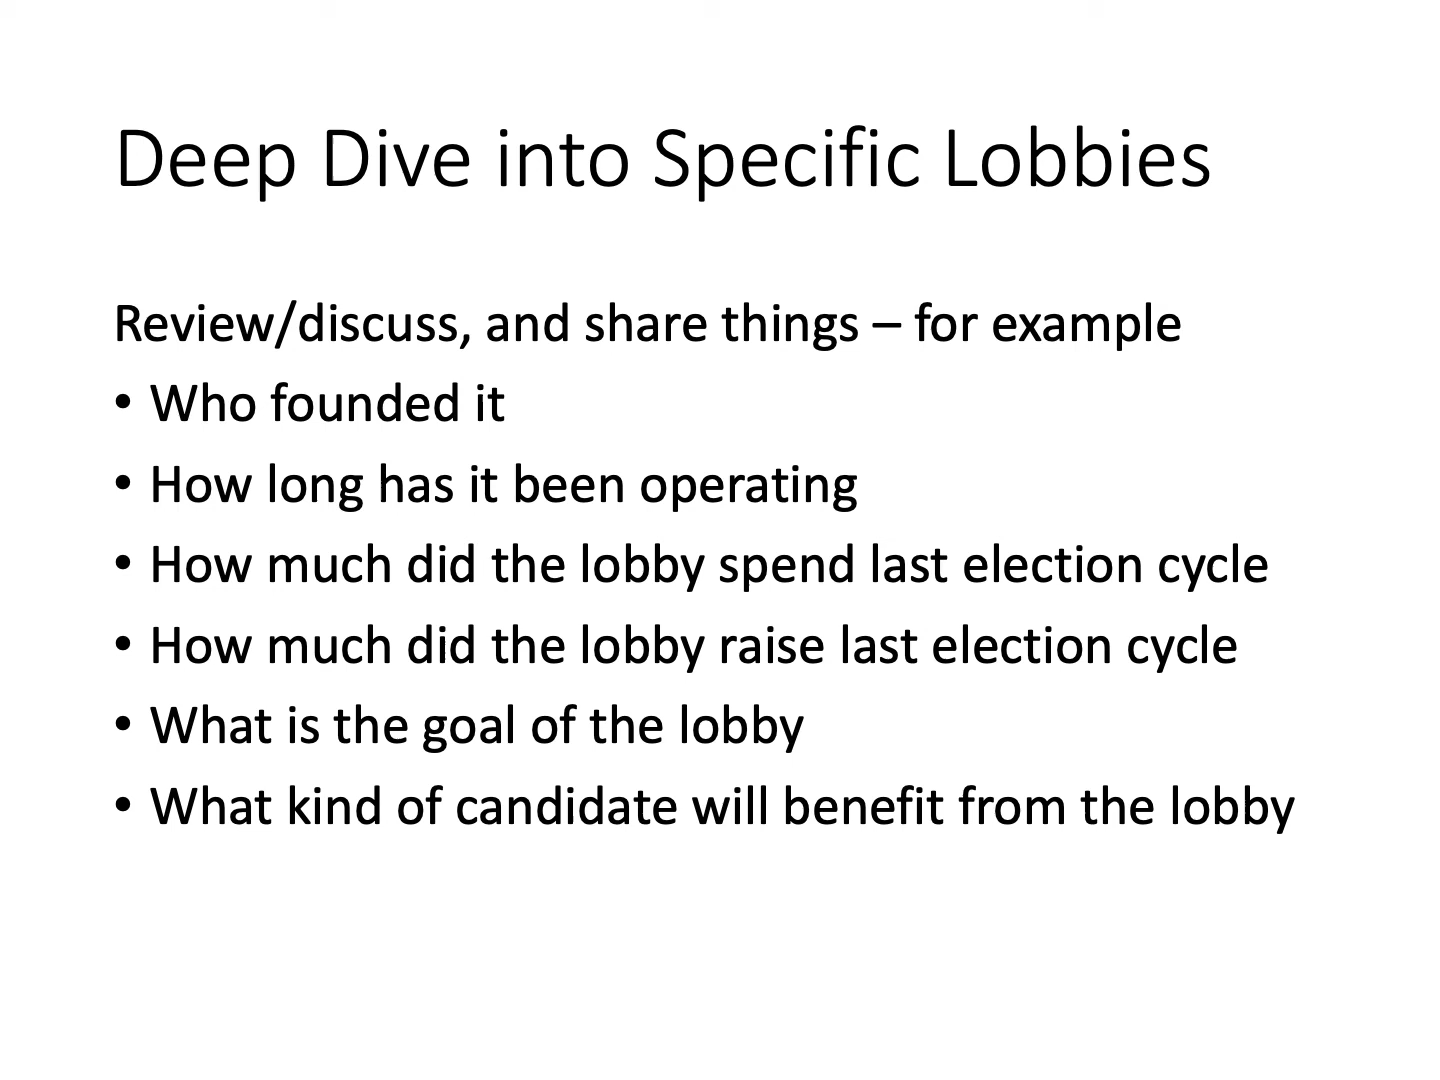 Deep Dive into Specific Lobbies
Review/discuss, and share things – for example
• Who founded it
• How long has it been operating
• How much did the lobby spend last election cycle
• How much did the lobby raise last election cycle
• What is the goal of the lobby
• What kind of candidate will benefit from the lobby